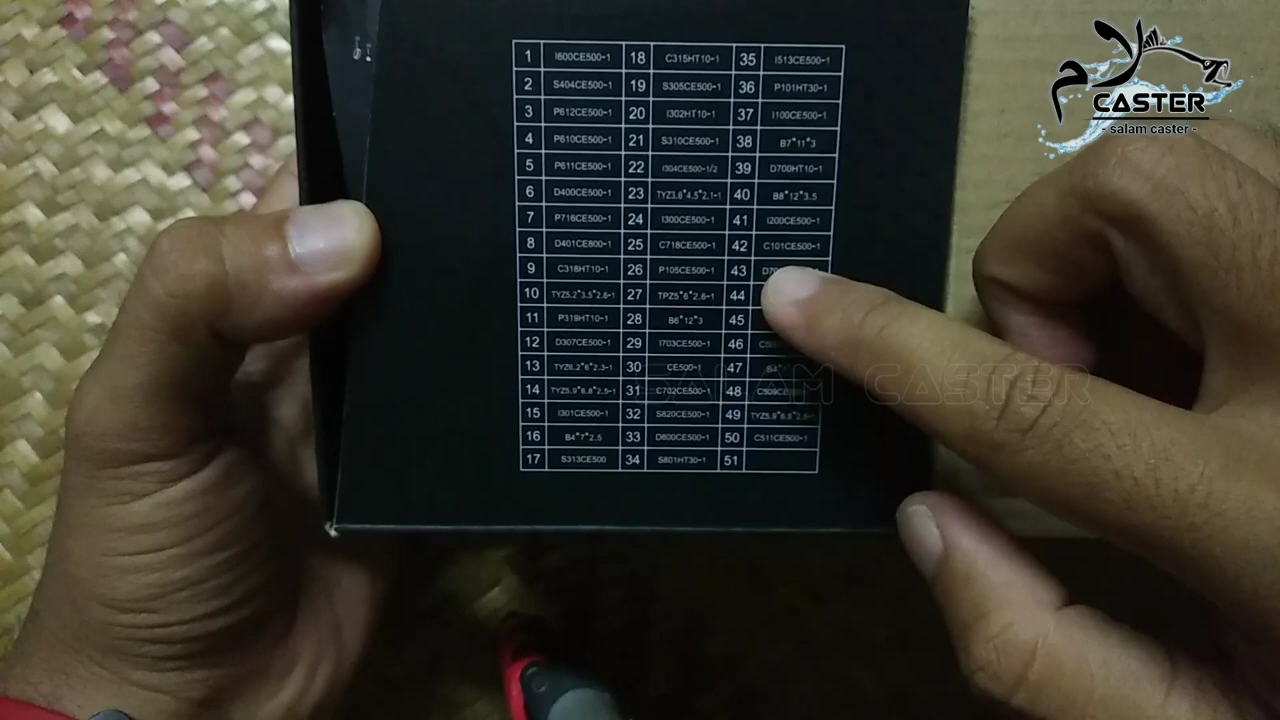 سلام
CASTER
- salam caster -
1 I600CE500-1 18 C315HT10-1 35 I513CE500-1
2 S404CE500-1 19 S305CE500-1 36 P101HT30-1
3 P612CE500-1 20 I302HT10-1 37 I100CE500-1
4 P610CE500-1 21 S310CE500-1 38 B7*11*3
5 P611CE500-1 22 I304CE500-1/2 39 D700HT10-1
6 D400CE500-1 23 TYZ3.6*4.5*2.1-1 40 B8*12*3.5
7 P716CE500-1 24 I300CE500-1 41 I200CE500-1
8 D401CE800-1 25 C718CE500-1 42 C101CE500-1
9 C318HT10-1 26 P105CE500-1 43
10 TYZ5.2*3.5*2.6-1 27 TPZ5*6*2.6-1 44
11 P319HT10-1 28 B6*12*3 45
12 D307CE500-1 29 I703CE500-1 46
13 TYZ8.2*6*2.3-1 30 CE500-1 47
14 TYZ5.9*6.8*2.5-1 31 C702CE500-1 48
15 I301CE500-1 32 S820CE500-1 49
16 B4*7*2.5 33 D800CE500-1 50 C511CE500-1
17 S313CE500 34 S801HT30-1 51
SALAM CASTER